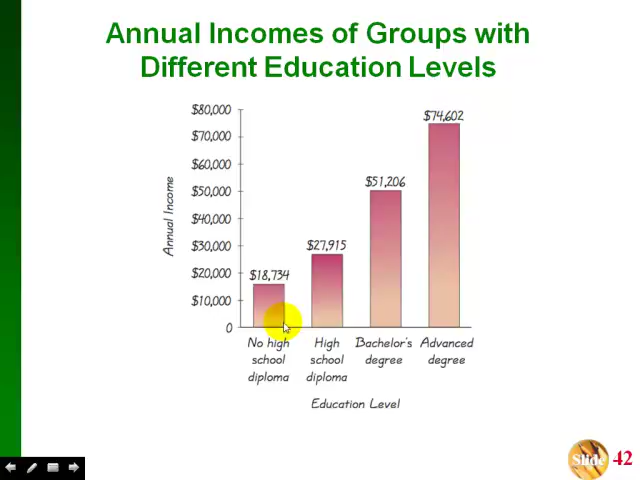 Annual Incomes of Groups with
Different Education Levels
$80,000
$70,000
$60,000
$50,000
$40,000
$30,000
$20,000
$10,000
0
Annual Income
$18,734
$27,915
$51,206
$74,602
No high
school
diploma
High
school
diploma
Bachelor's
degree
Advanced
degree
Education Level
Slide 42